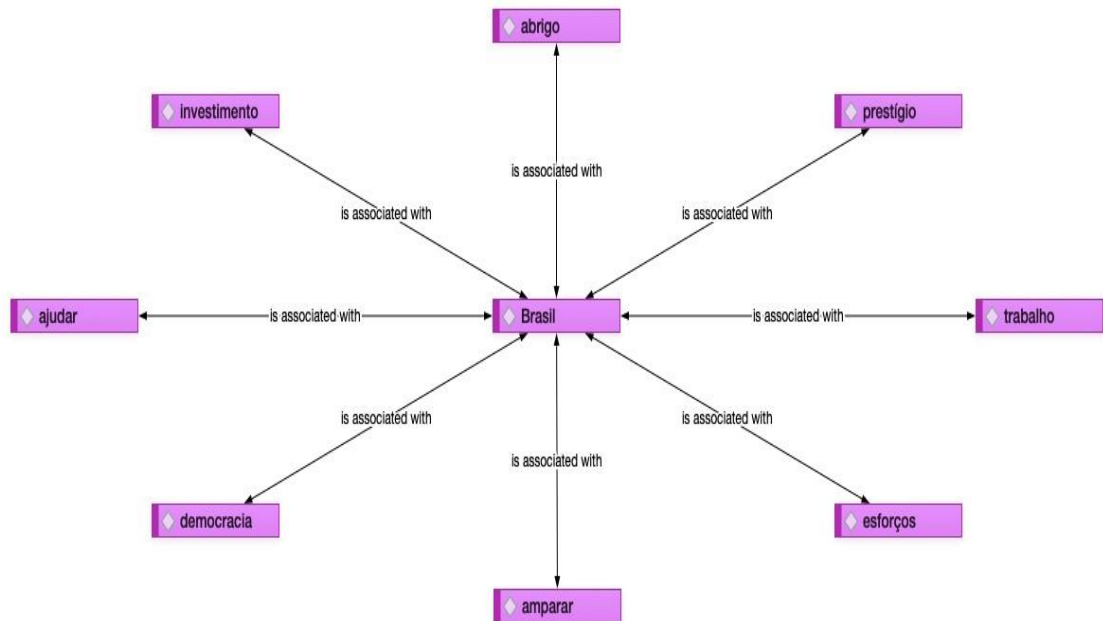 abrigo
investimento
prestígio
is associated with
is associated with
is associated with
ajudar
is associated with
Brasil
is associated with
trabalho
is associated with
is associated with
is associated with
democracia
esforços
amparar